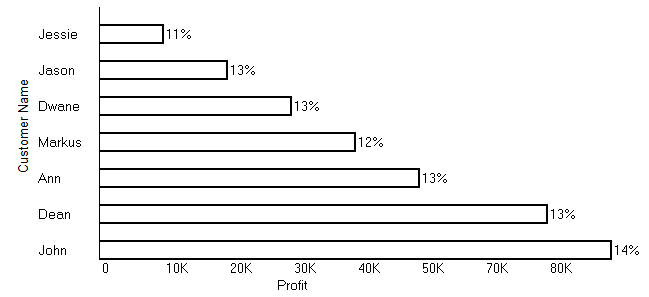 Jessie 11%
Jason 13%
Dwane 13%
Markus 12%
Ann 13%
Dean 13%
John 14%
0 10K 20K 30K 40K 50K 70K 80K
Profit
Customer Name